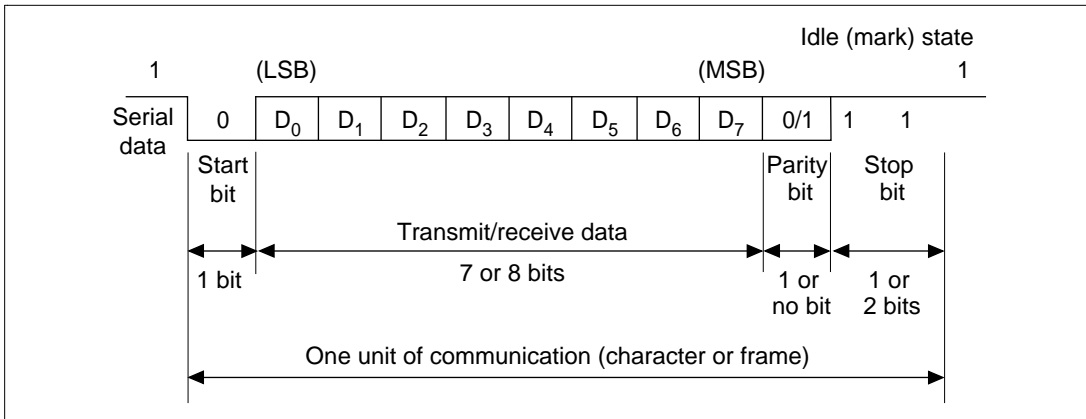 Idle (mark) state
1 (LSB) (MSB) 1
Serial data
0 D0 D1 D2 D3 D4 D5 D6 D7 0/1 1 1
Start bit
Parity bit
Stop bit
Transmit/receive data
1 bit
7 or 8 bits
1 or no bit
1 or 2 bits
One unit of communication (character or frame)